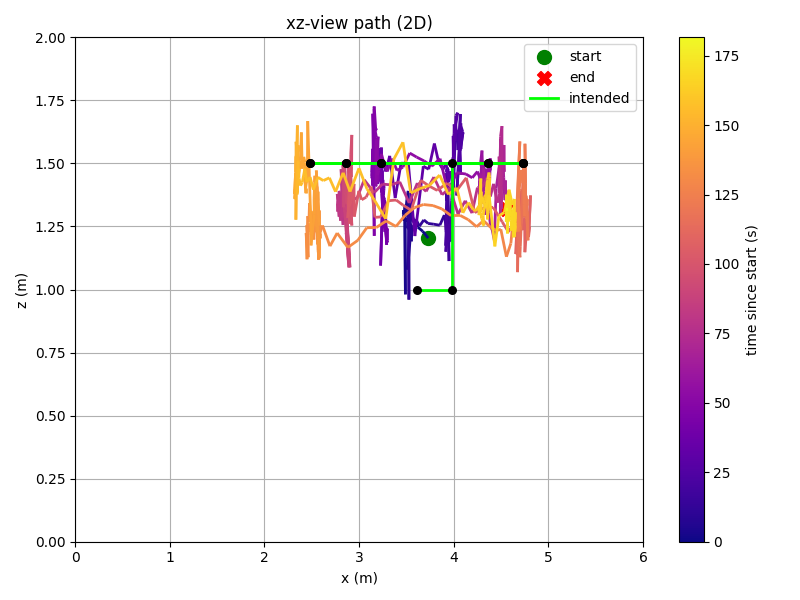 xz-view path (2D)
2.00
1.75
1.50
1.25
1.00
0.75
0.50
0.25
0.00
z (m)
0 1 2 3 4 5 6
x (m)
start
end
intended
175
150
125
100
75
50
25
0
time since start (s)